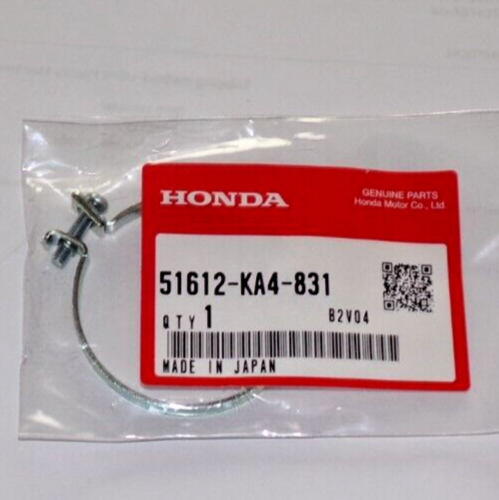 HONDA
GENUINE PARTS
Honda Motor Co., Ltd
51612-KA4-831
QTY 1 B2V04
MADE IN JAPAN